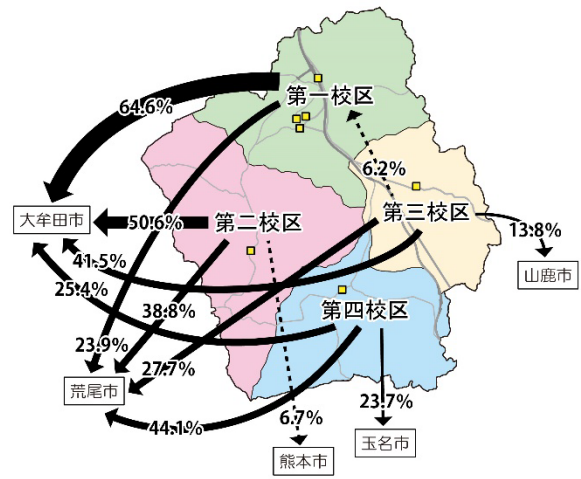 第一校区
64.6%
6.2%
大牟田市
50.6%
第二校区
第三校区
13.8%
41.5%
山鹿市
25.4%
38.8%
第四校区
23.9%
27.7%
荒尾市
23.7%
44.1%
6.7%
玉名市
熊本市